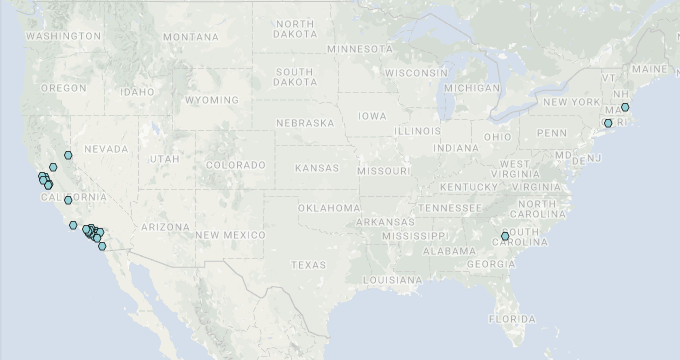 WASHINGTON
MONTANA
NORTH
DAKOTA
MINNESOTA
OREGON
IDAHO
WYOMING
SOUTH
DAKOTA
WISCONSIN
MICHIGAN
VT
MAINE
NH
NEW YORK
MA
RI
NEBRASKA
IOWA
ILLINOIS
INDIANA
OHIO
PENN
NEVADA
UTAH
COLORADO
KANSAS
MISSOURI
WEST
VIRGINIA
MD
DE
NJ
KENTUCKY
VIRGINIA
CALIFORNIA
ARIZONA
NEW MEXICO
OKLAHOMA
ARKANSAS
TENNESSEE
NORTH
CAROLINA
MISSISSIPPI
SOUTH
CAROLINA
ALABAMA
GEORGIA
TEXAS
LOUISIANA
FLORIDA